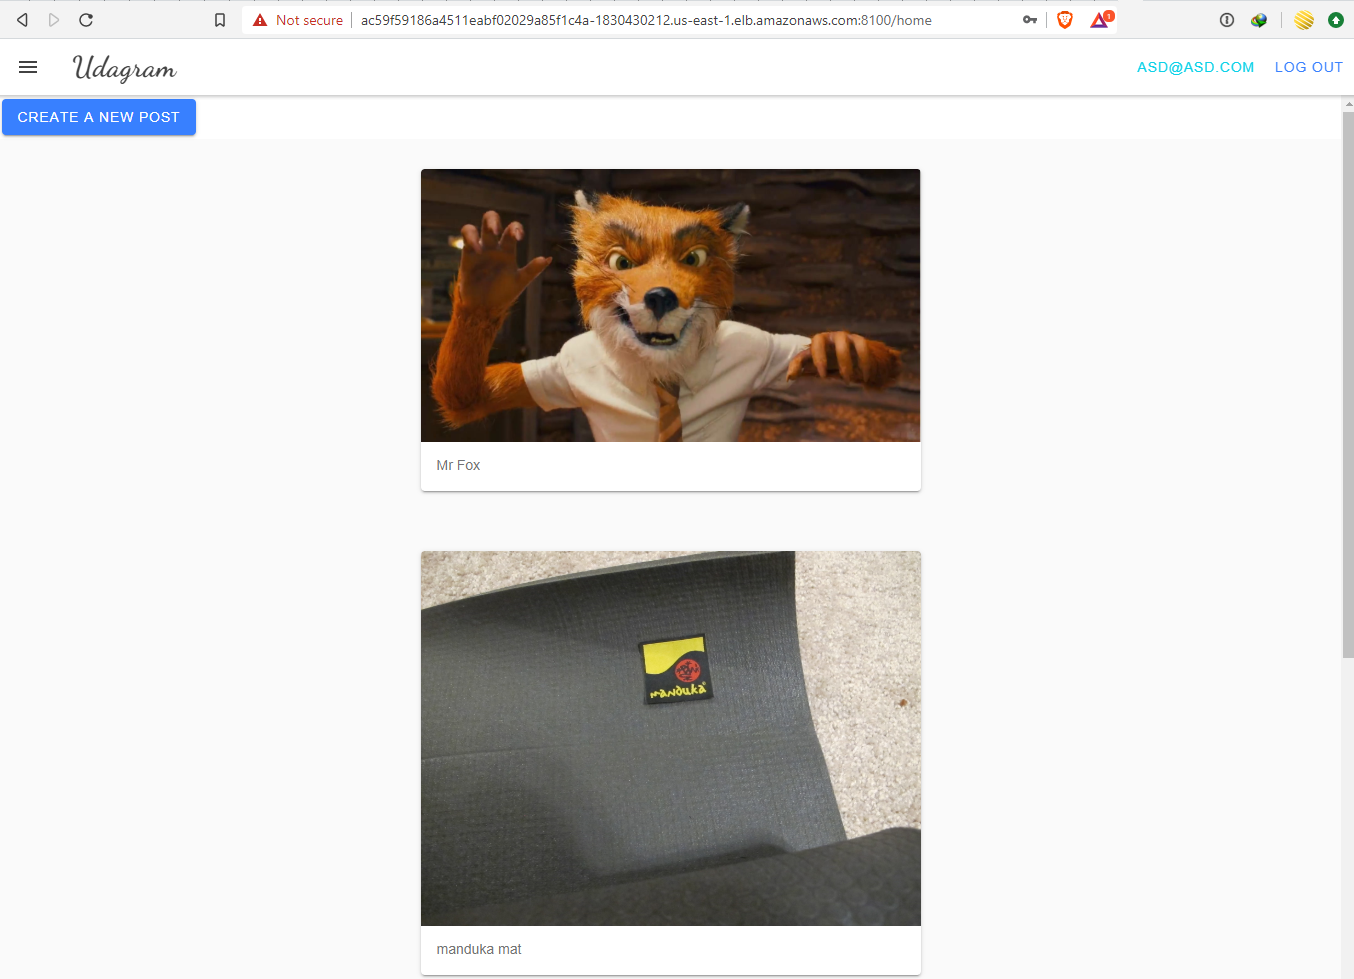 Not secure
ac59f59186a4511eabf02029a85f1c4a-1830430212.us-east-1.elb.amazonaws.com:8100/home
1
Udagram
ASD@ASD.COM
LOG OUT
CREATE A NEW POST
Mr Fox
manduka
manduka mat